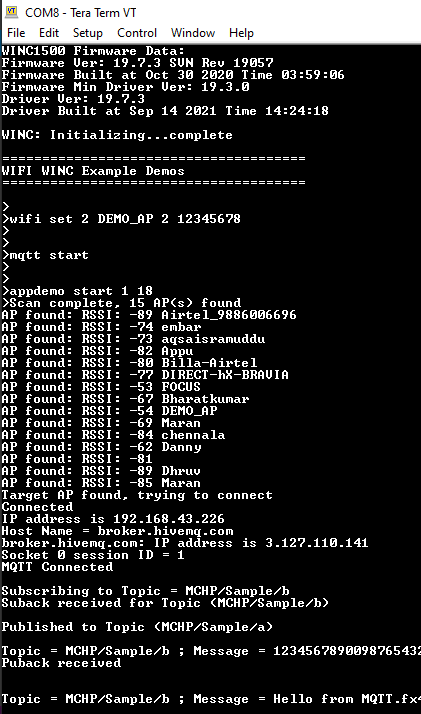 COM8 - Tera Term VT
File Edit Setup Control Window Help
WINC1500 Firmware Data:
Firmware Ver: 19.7.3 SVN Rev 19057
Firmware Built at Oct 30 2020 Time 03:59:06
Firmware Min Driver Ver: 19.3.0
Driver Ver: 19.7.3
Driver Built at Sep 14 2021 Time 14:24:18
WINC: Initializing...complete
======================================
WIFI WINC Example Demos
======================================
>
>wifi set 2 DEMO_AP 2 12345678
>
>
>mqtt start
>
>
>appdemo start 1 18
>Scan complete, 15 AP(s) found
AP found: RSSI: -89 Airtel_9886006696
AP found: RSSI: -74 embar
AP found: RSSI: -73 aqsaisramuddu
AP found: RSSI: -82 Appu
AP found: RSSI: -80 Billa-Airtel
AP found: RSSI: -77 DIRECT-hX-BRAVIA
AP found: RSSI: -53 FOCUS
AP found: RSSI: -67 Bharatkumar
AP found: RSSI: -54 DEMO_AP
AP found: RSSI: -69 Maran
AP found: RSSI: -84 chennala
AP found: RSSI: -62 Danny
AP found: RSSI: -81
AP found: RSSI: -89 Dhruv
AP found: RSSI: -85 Maran
Target AP found, trying to connect
Connected
IP address is 192.168.43.226
Host Name = broker.hivemq.com
broker.hivemq.com: IP address is 3.127.110.141
Socket 0 session ID = 1
MQTT Connected
Subscribing to Topic = MCHP/Sample/b
Suback received for Topic (MCHP/Sample/b)
Published to Topic (MCHP/Sample/a)
Topic = MCHP/Sample/b ; Message = 1234567890098765432
Puback received
Topic = MCHP/Sample/b ; Message = Hello from MQTT.fx